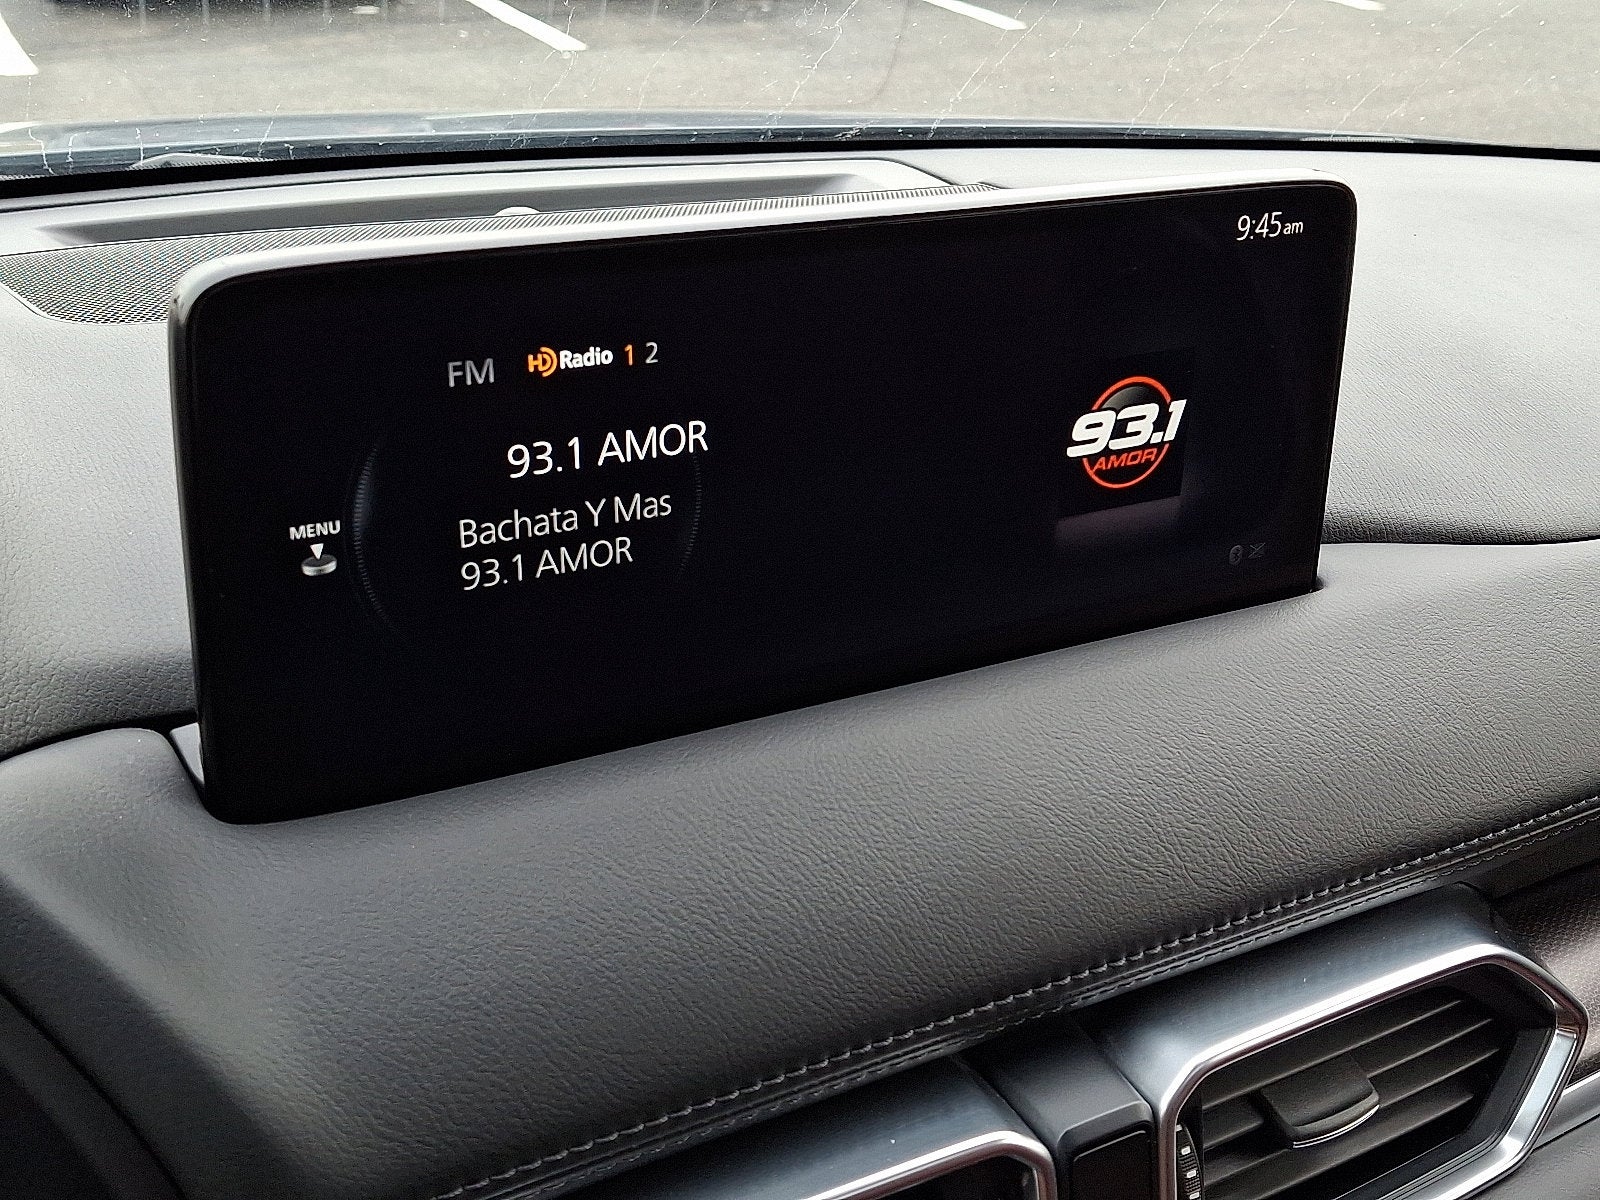 9:45am
FM HD Radio 1 2
93.1 AMOR
Bachata Y Mas
93.1 AMOR
MENU
93.1
AMOR